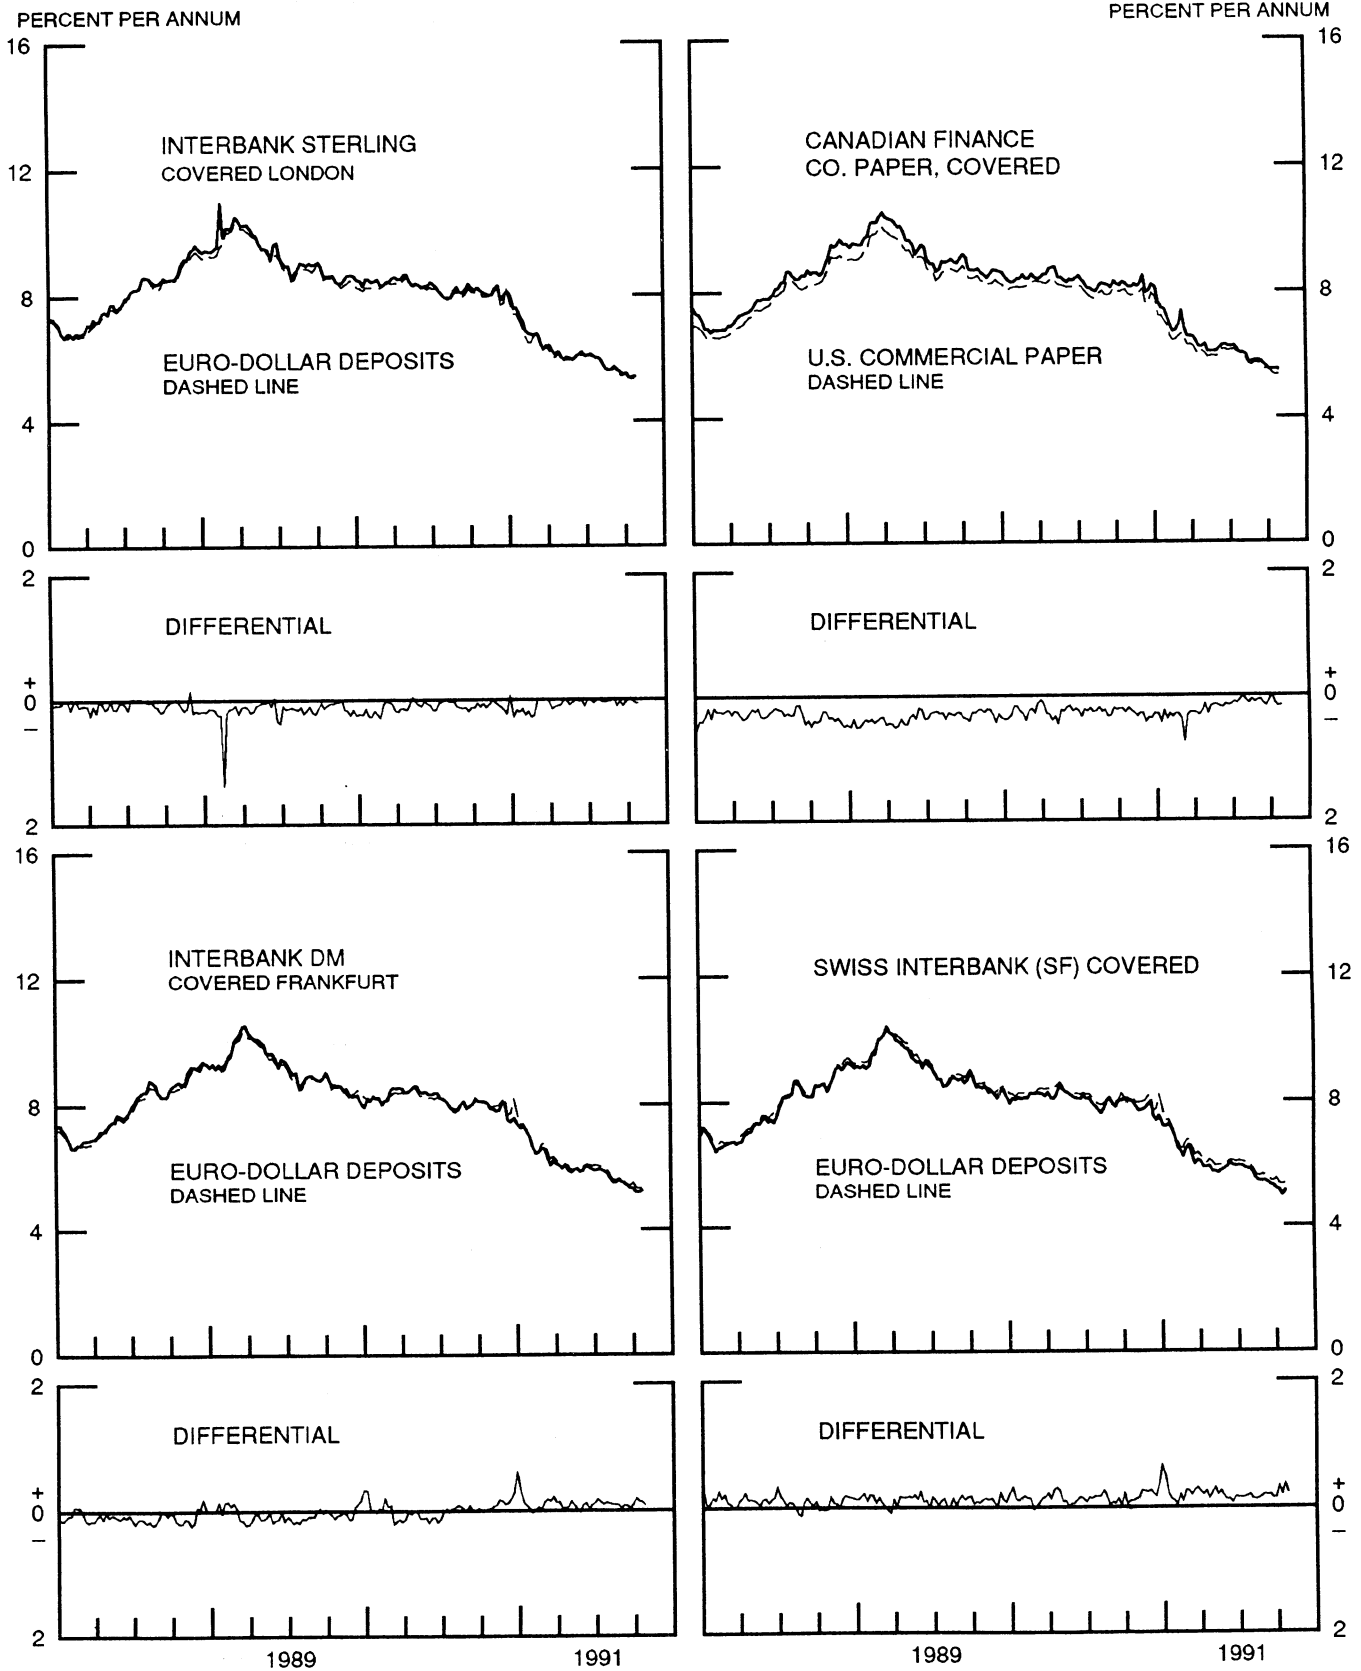 PERCENT PER ANNUM
PERCENT PER ANNUM
16
12
8
4
0
INTERBANK STERLING
COVERED LONDON
EURO-DOLLAR DEPOSITS
DASHED LINE
CANADIAN FINANCE
CO. PAPER, COVERED
U.S. COMMERCIAL PAPER
DASHED LINE
16
12
8
4
0
2
+
0
−
2
DIFFERENTIAL
DIFFERENTIAL
2
+
0
−
2
16
12
8
4
0
INTERBANK DM
COVERED FRANKFURT
EURO-DOLLAR DEPOSITS
DASHED LINE
SWISS INTERBANK (SF) COVERED
EURO-DOLLAR DEPOSITS
DASHED LINE
16
12
8
4
0
2
+
0
−
2
DIFFERENTIAL
DIFFERENTIAL
2
+
0
−
2
1989
1991
1989
1991